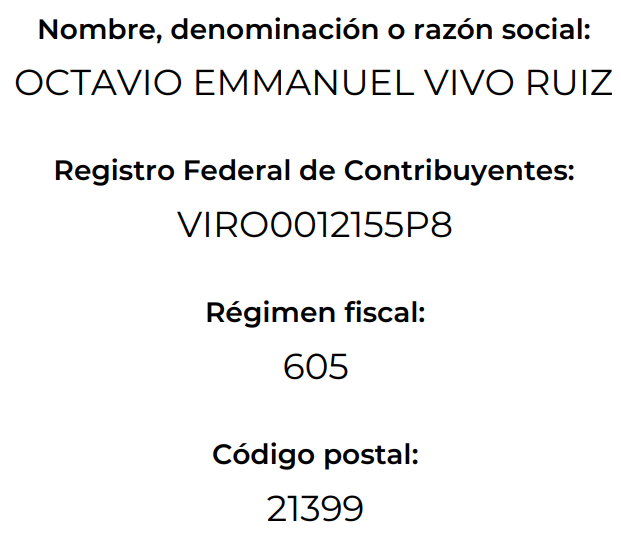 Nombre, denominación o razón social:
OCTAVIO EMMANUEL VIVO RUIZ
Registro Federal de Contribuyentes:
VIRO0012155P8
Régimen fiscal:
605
Código postal:
21399